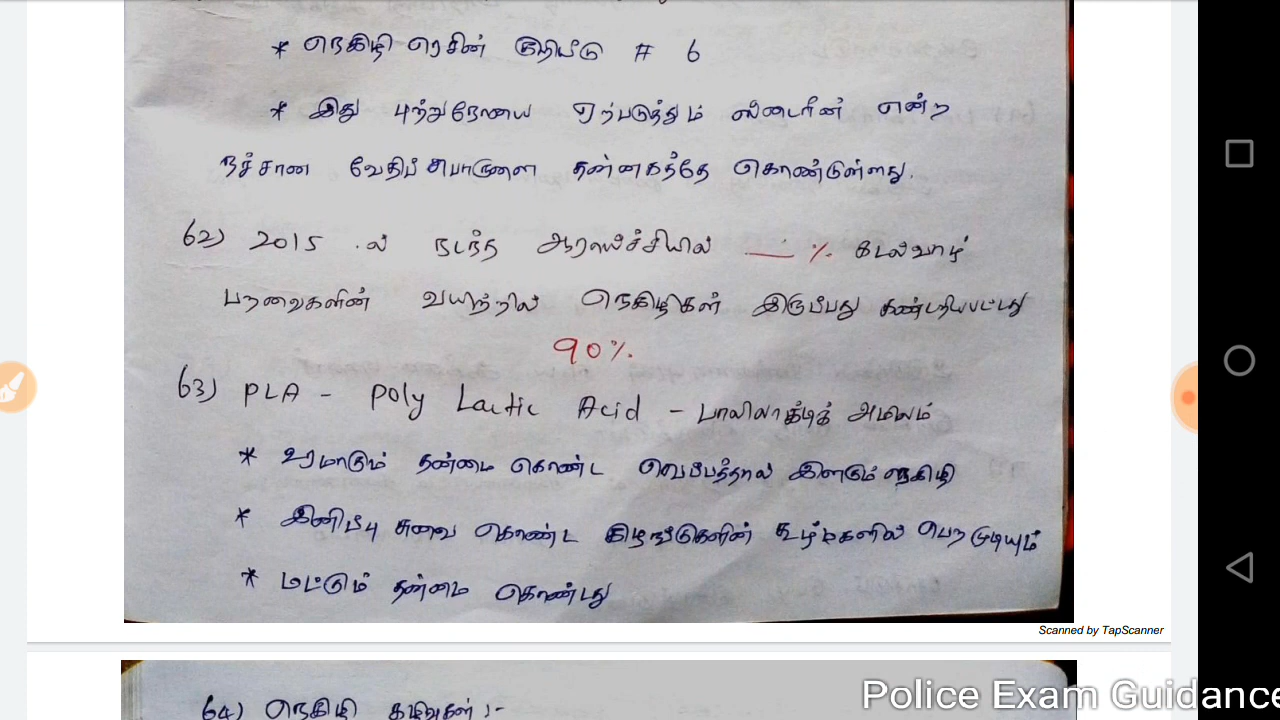 * நெகிழி ரெசின் குறியீடு # 6
* இது புற்றுநோயை ஏற்படுத்தும் ஸ்டைரீன் என்ற
நச்சான வேதிப் பொருளை தன்னகத்தே கொண்டுள்ளது.
62) 2015 .ல் நடந்த ஆராய்ச்சியில் ___ % கடல்வாழ்
பறவைகளின் வயிற்றில் நெகிழிகள் இருப்பது கண்டறியபட்டது
90%.
63) PLA - Poly Lactic Acid - பாலிலாக்டிக் அமிலம்
* உரமாகும் தன்மை கொண்ட வெப்பத்தால் இளகும் நெகிழி
* இனிப்பு சுவை கொண்ட கிழங்குகளின் கூழ்களில் பெற முடியும்
* மட்கும் தன்மை கொண்டது
Scanned by TapScanner
64) நெகிழி கழிவுகள் :-
Police Exam Guidance